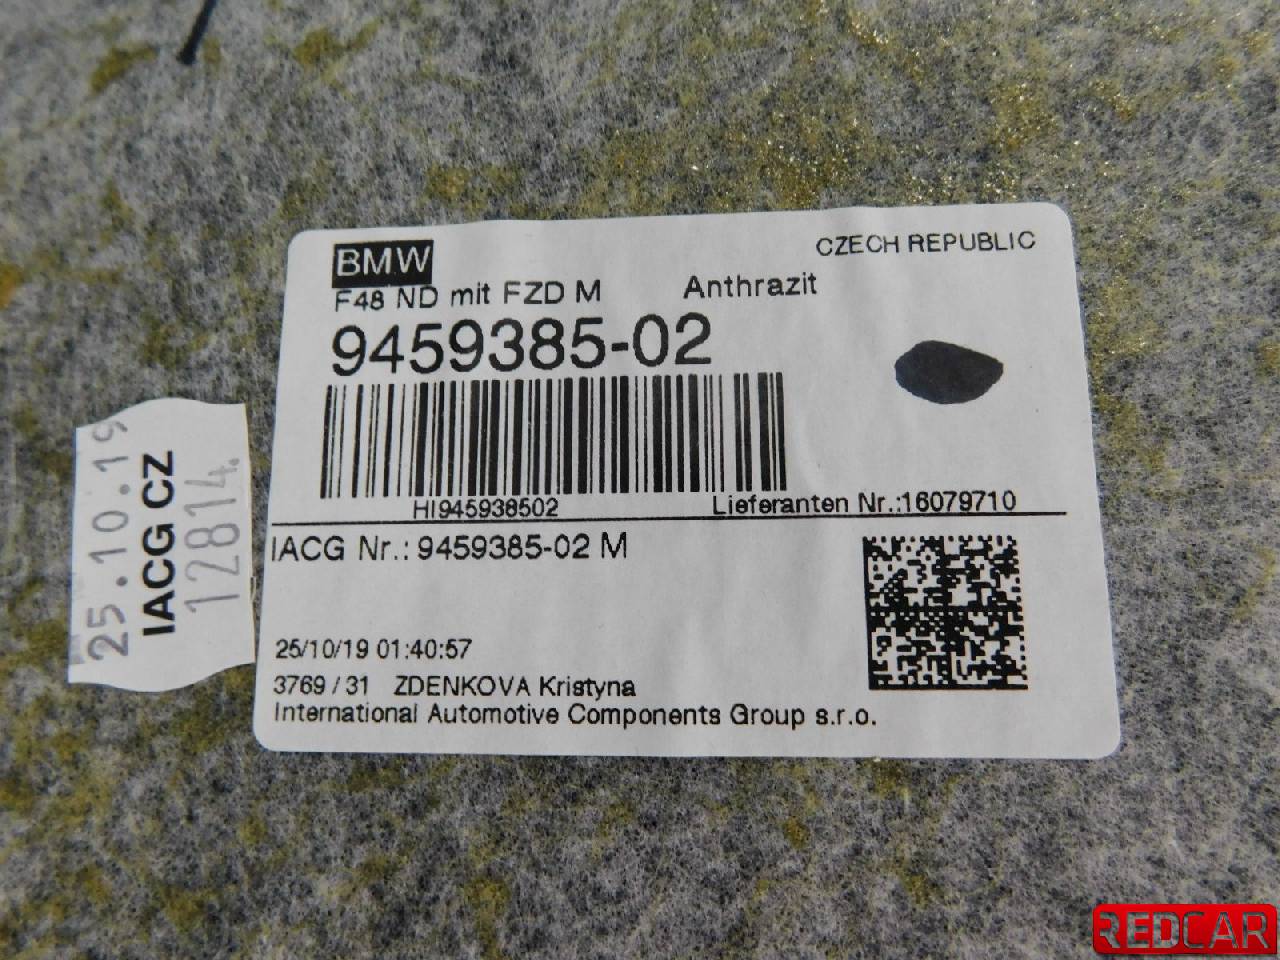 BMW
CZECH REPUBLIC
F48 ND mit FZD M Anthrazit
9459385-02
HI945938502
Lieferanten Nr.:16079710
IACG Nr.: 9459385-02 M
25/10/19 01:40:57
3769 / 31 ZDENKOVA Kristyna
International Automotive Components Group s.r.o.
25.10.19
IACG CZ
12814.
REDCAR